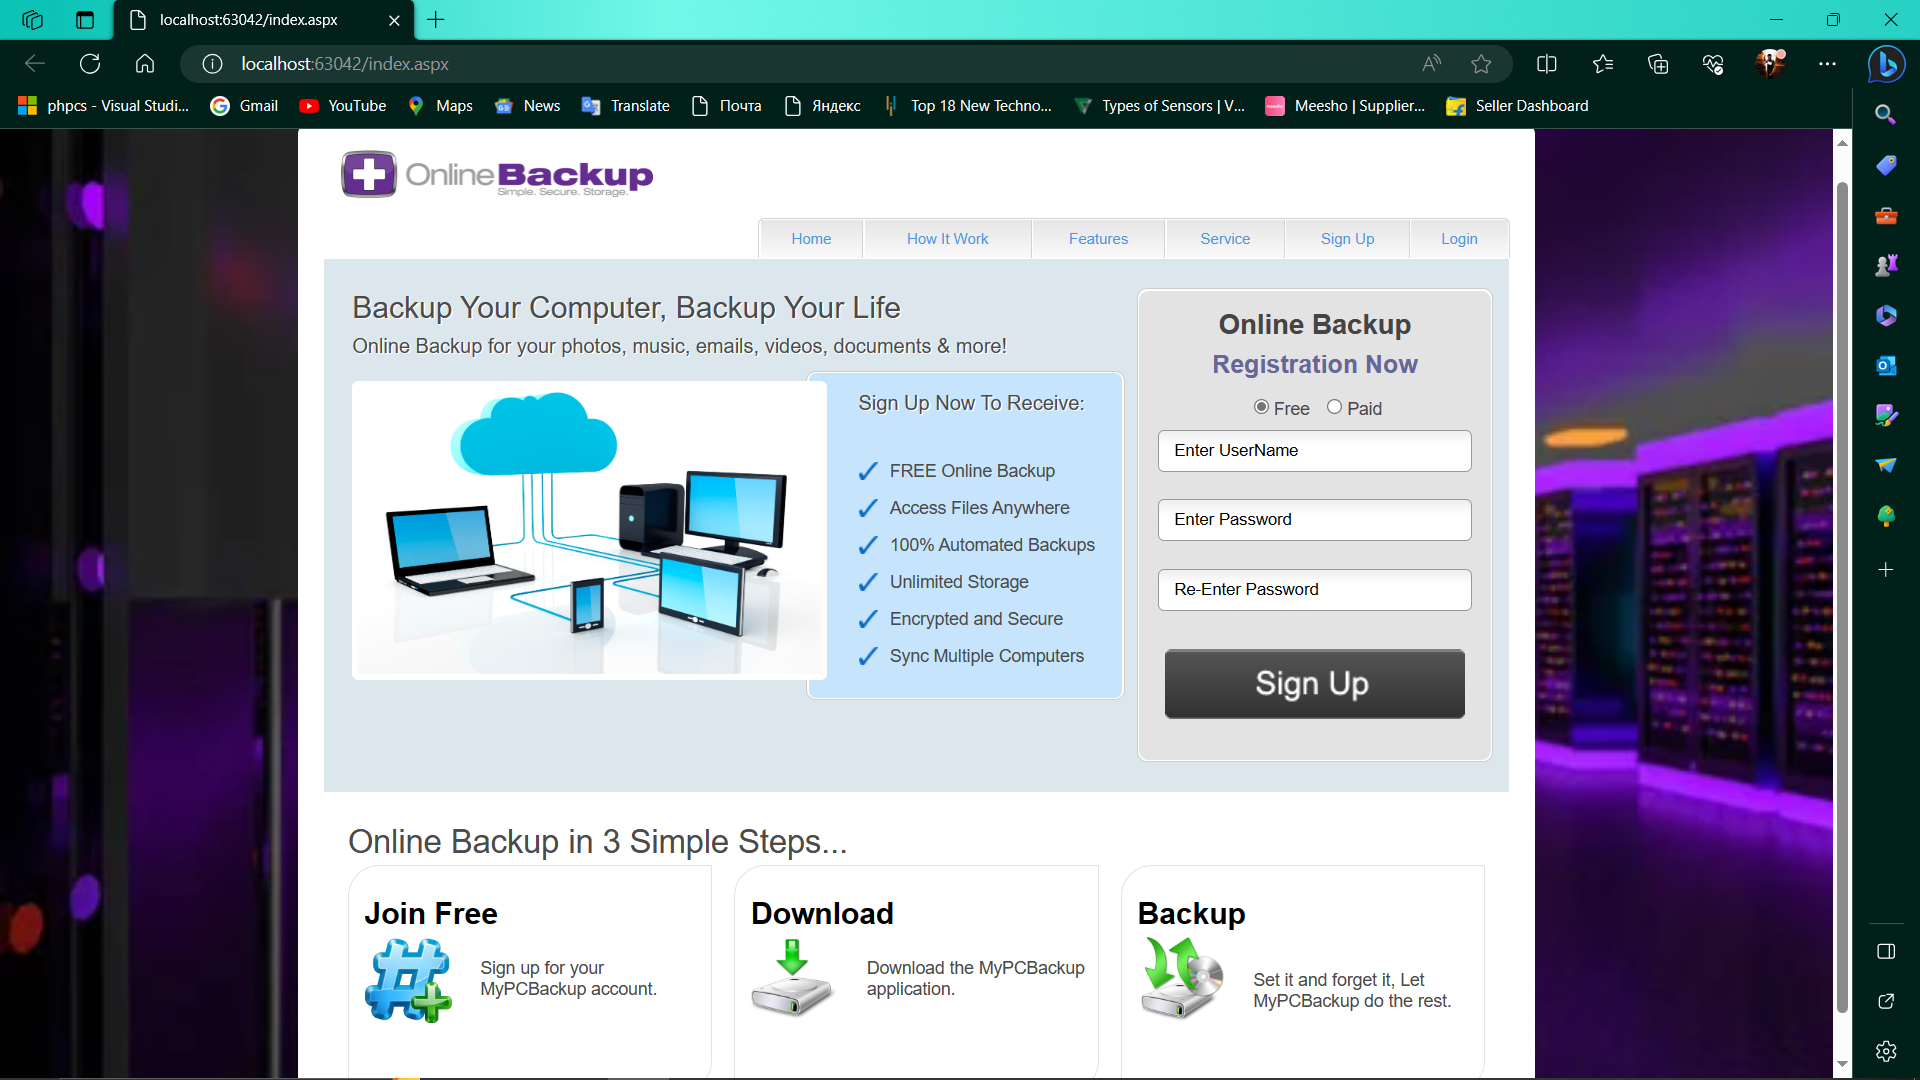 localhost:63042/index.aspx
localhost:63042/index.aspx
phpcs - Visual Studi...
Gmail
YouTube
Maps
News
Translate
Почта
Яндекс
Top 18 New Techno...
Types of Sensors | V...
Meesho | Supplier...
Seller Dashboard
OnlineBackup
Simple. Secure. Storage.
Home
How It Work
Features
Service
Sign Up
Login
Backup Your Computer, Backup Your Life
Online Backup for your photos, music, emails, videos, documents & more!
Sign Up Now To Receive:
FREE Online Backup
Access Files Anywhere
100% Automated Backups
Unlimited Storage
Encrypted and Secure
Sync Multiple Computers
Online Backup
Registration Now
Free
Paid
Enter UserName
Enter Password
Re-Enter Password
Sign Up
Online Backup in 3 Simple Steps...
Join Free
Sign up for your
MyPCBackup account.
Download
Download the MyPCBackup
application.
Backup
Set it and forget it, Let
MyPCBackup do the rest.